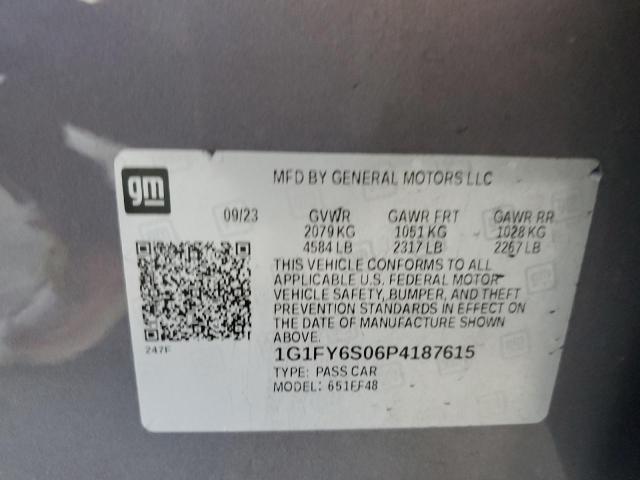 gm
MFD BY GENERAL MOTORS LLC
09/23 GVWR GAWR FRT GAWR RR
2079 KG 1051 KG 1028 KG
4584 LB 2317 LB 2267 LB
THIS VEHICLE CONFORMS TO ALL
APPLICABLE U.S. FEDERAL MOTOR
VEHICLE SAFETY, BUMPER, AND THEFT
PREVENTION STANDARDS IN EFFECT ON
THE DATE OF MANUFACTURE SHOWN
ABOVE.
247F
1G1FY6S06P4187615
TYPE: PASS CAR
MODEL: 651FF48